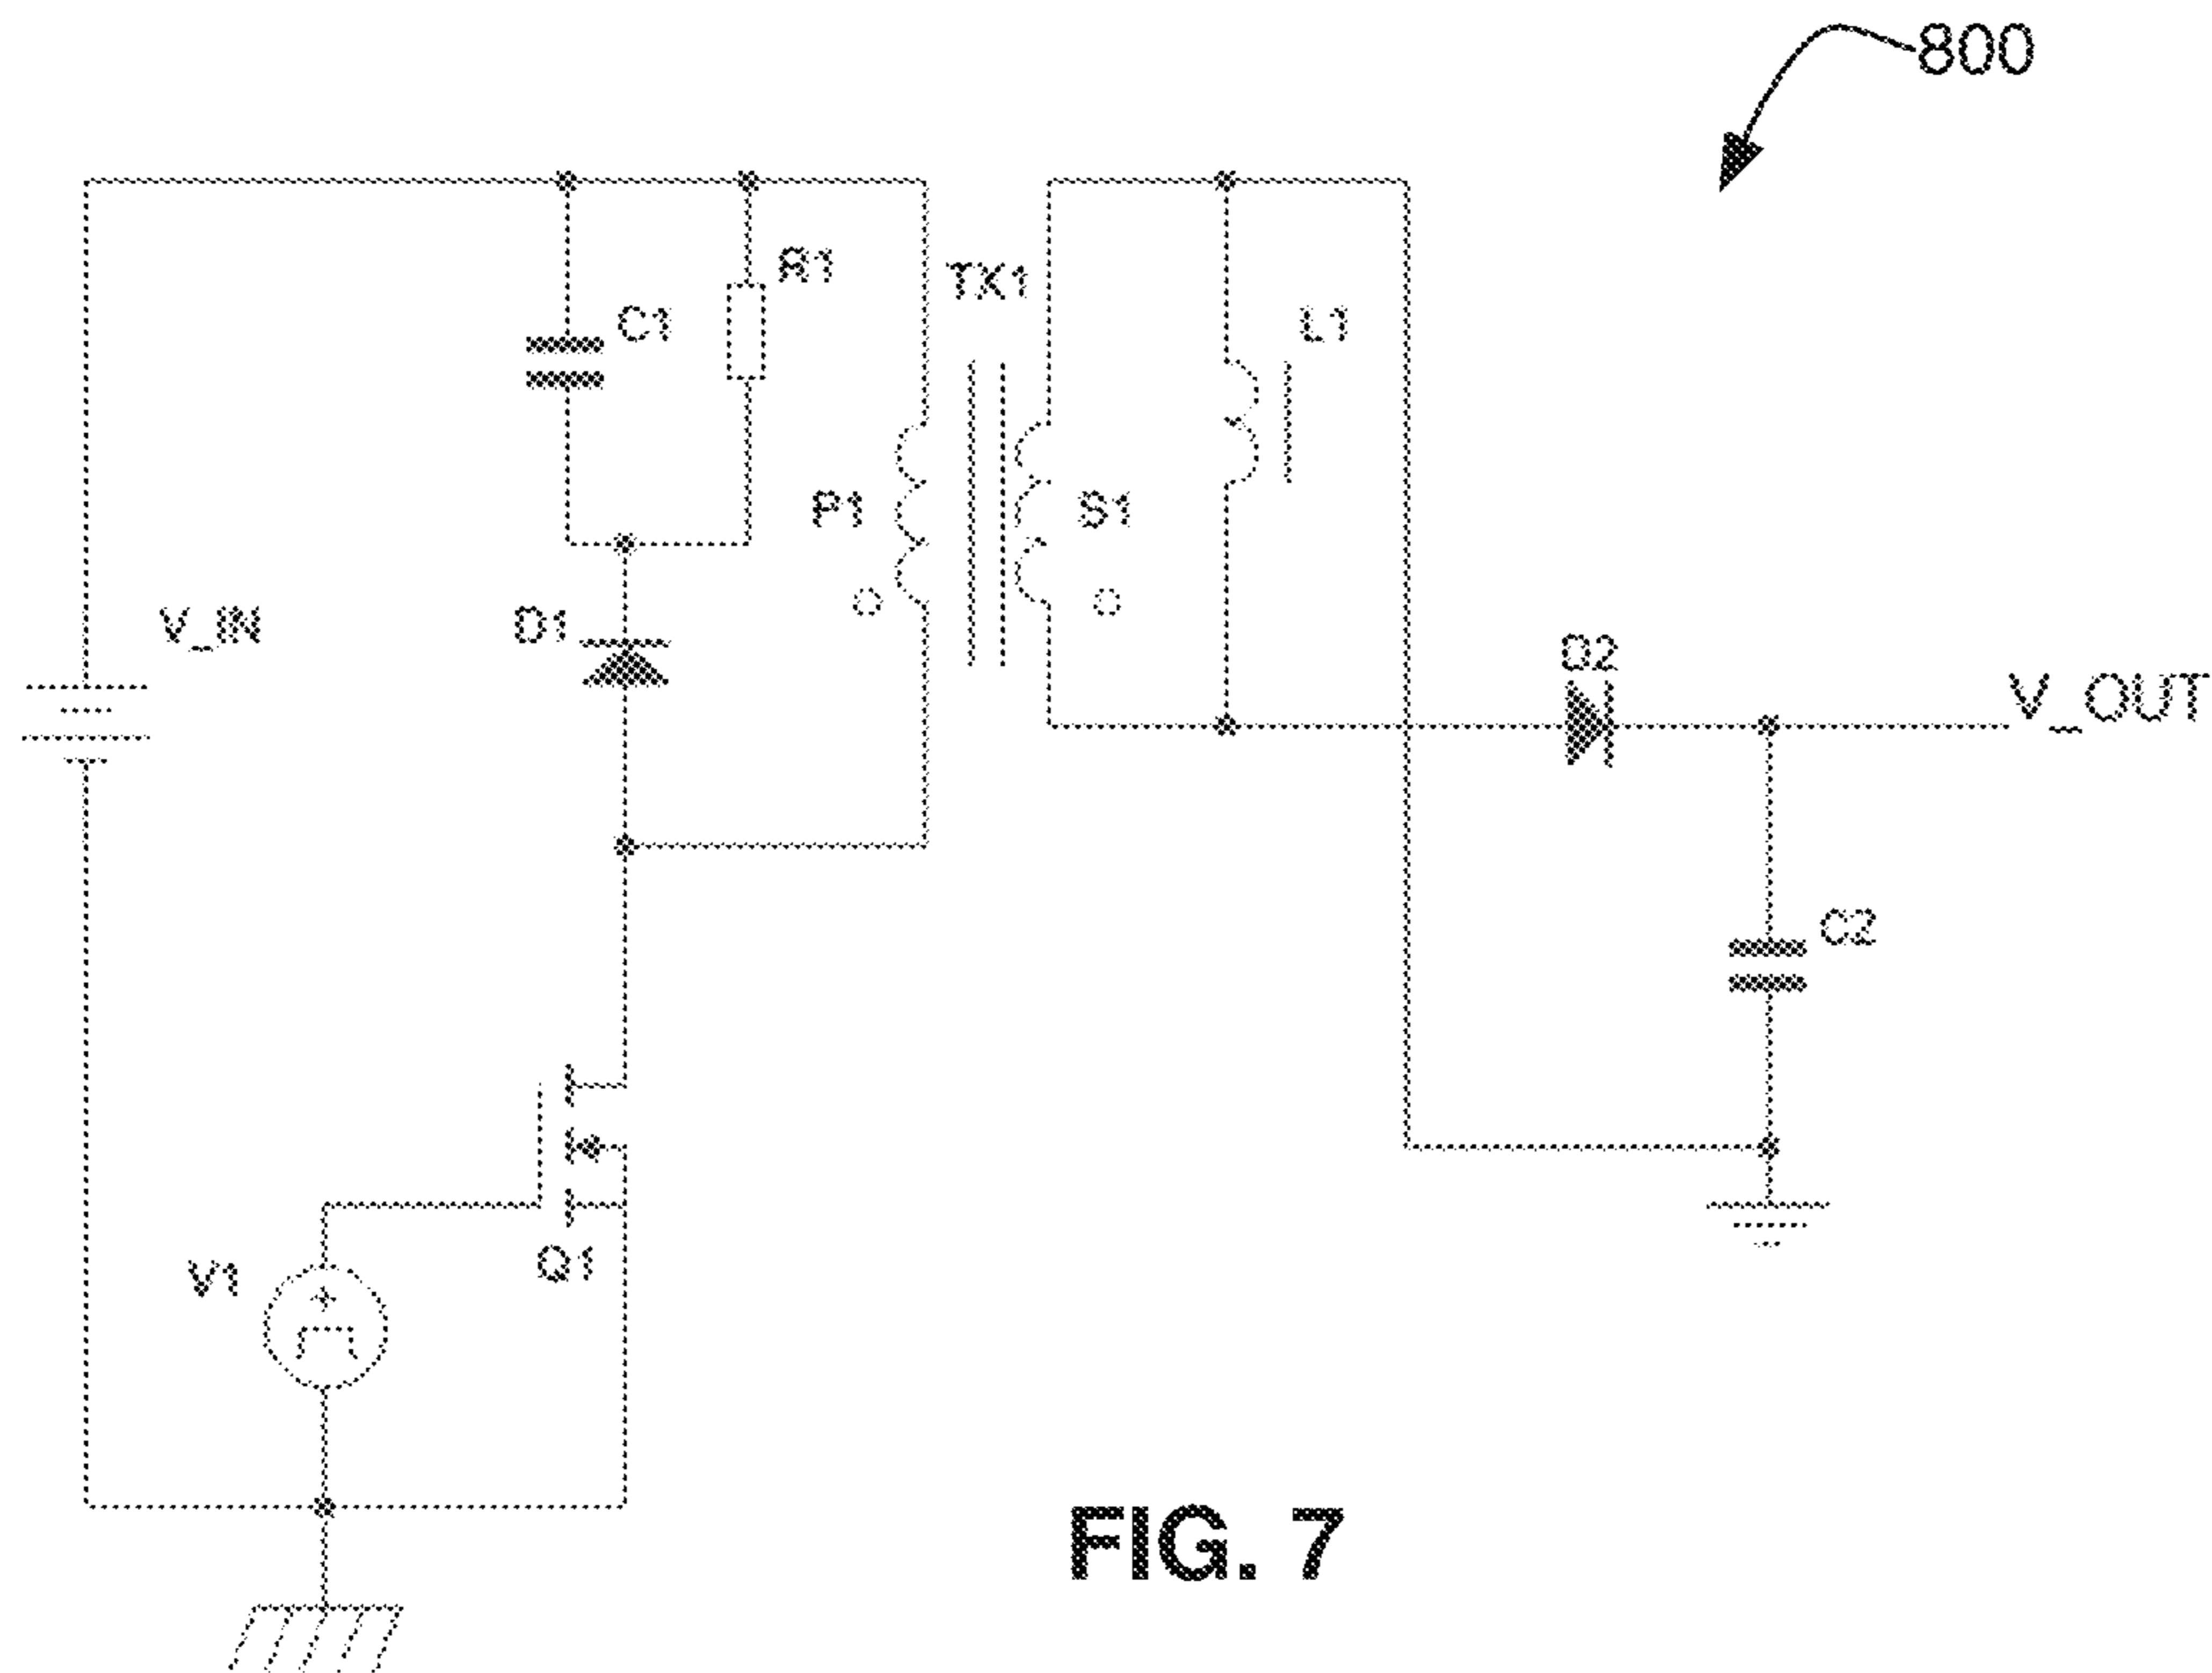 800
R1
TX1
C1
L1
P1
S1
V_IN
D1
D2
V_OUT
C2
Q1
V1
+
FIG. 7